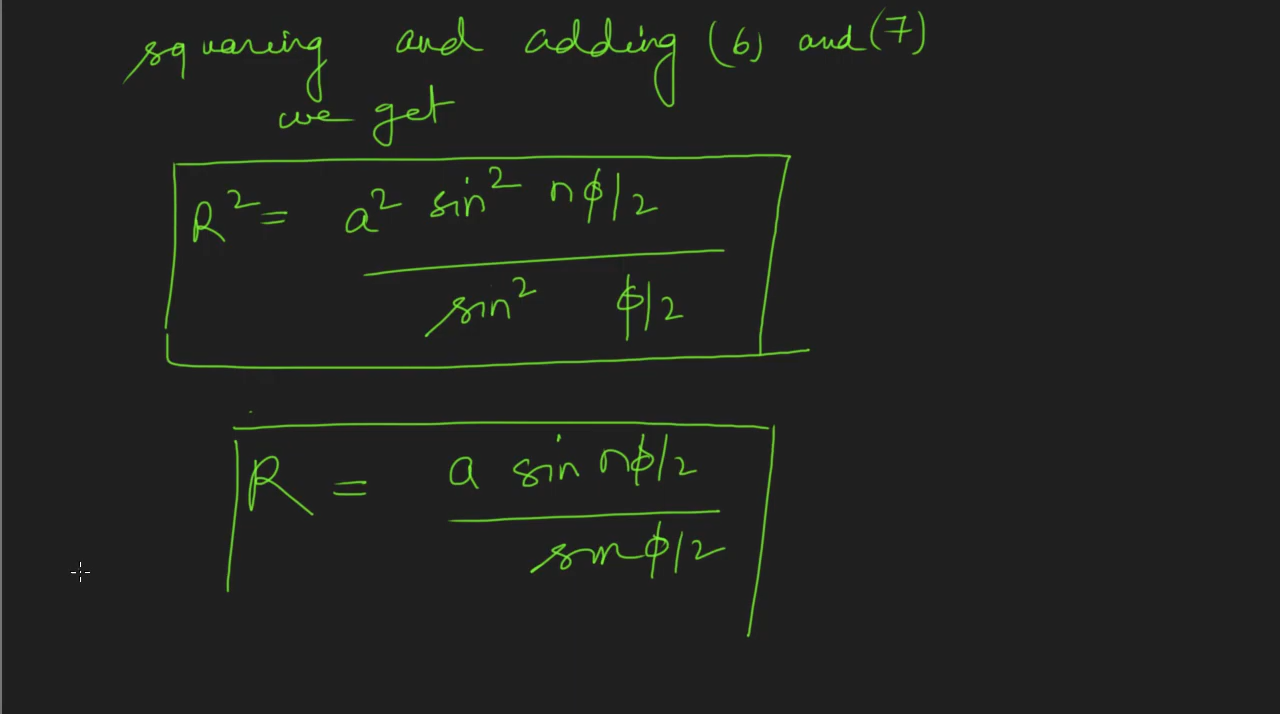 squaring and adding (6) and (7)
we get
R² = a² sin² nϕ/2
sin² ϕ/2
R = a sin nϕ/2
sin ϕ/2